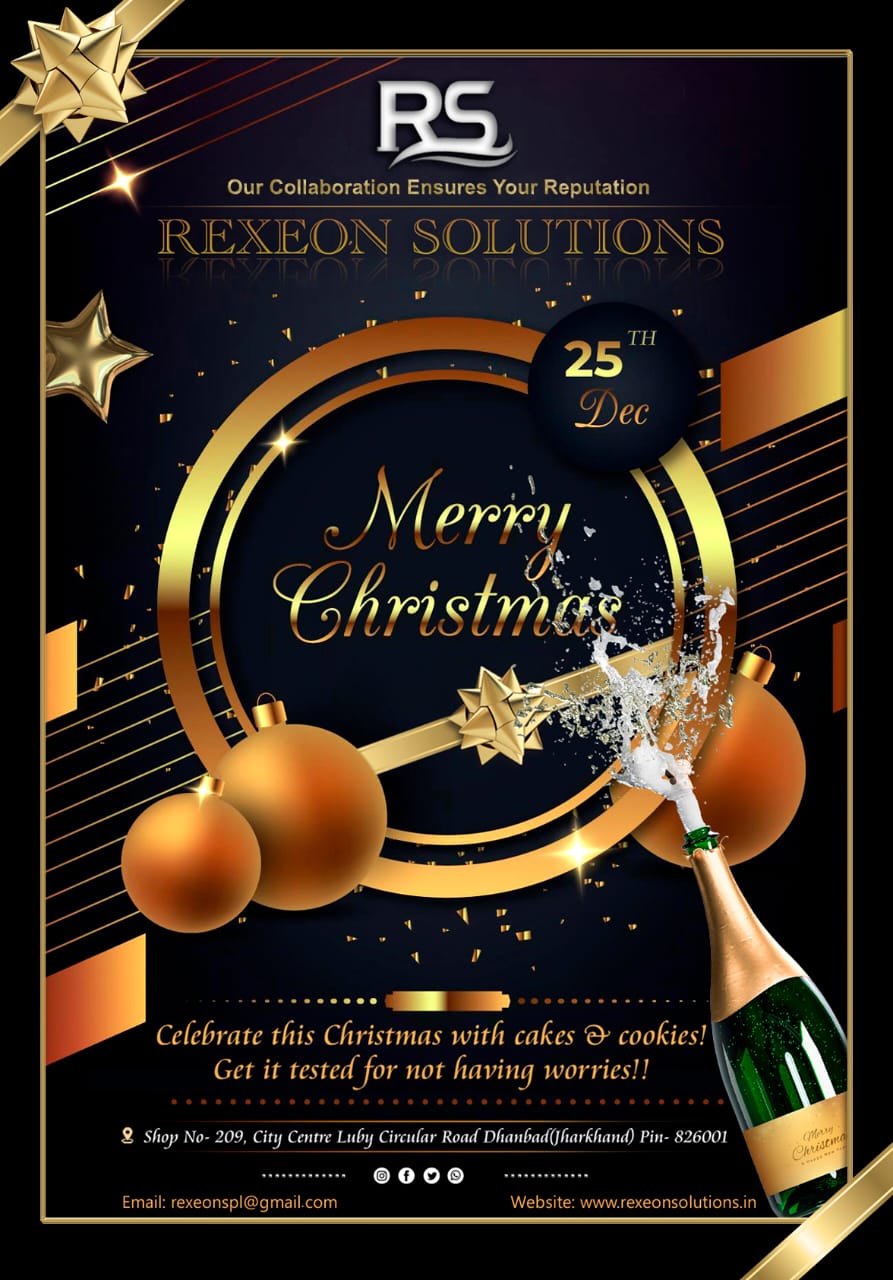 RS
Our Collaboration Ensures Your Reputation
REXEON SOLUTIONS
25TH
Dec
Merry
Christmas
Celebrate this Christmas with cakes & cookies!
Get it tested for not having worries!!
Shop No- 209, City Centre Luby Circular Road Dhanbad(Jharkhand) Pin- 826001
Email: rexeonspl@gmail.com
Website: www.rexeonsolutions.in
Merry
Christmas